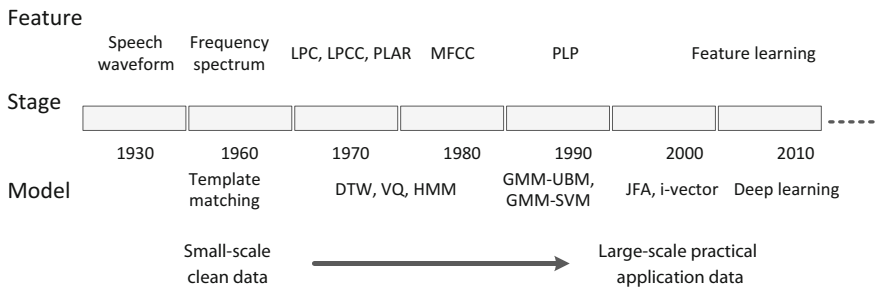 Feature
Speech Frequency
waveform spectrum LPC, LPCC, PLAR MFCC PLP Feature learning
Stage
1930 1960 1970 1980 1990 2000 2010
Model
Template
matching
DTW, VQ, HMM
GMM-UBM,
GMM-SVM
JFA, i-vector
Deep learning
Small-scale
clean data
Large-scale practical
application data